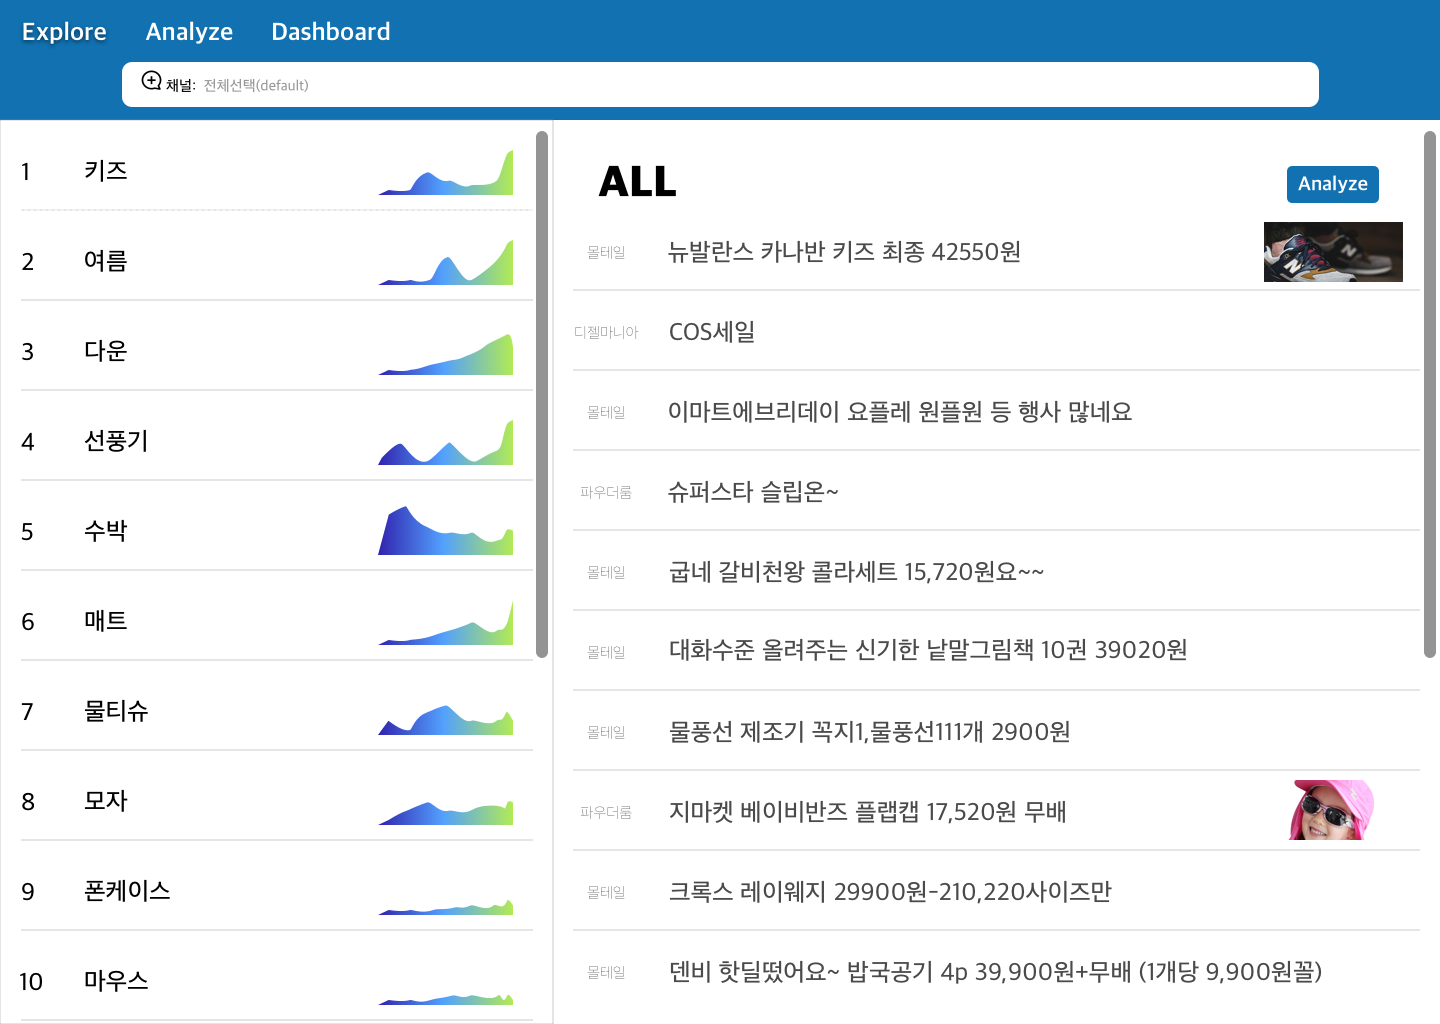 Explore Analyze Dashboard
채널: 전체선택(default)
1 키즈
2 여름
3 다운
4 선풍기
5 수박
6 매트
7 물티슈
8 모자
9 폰케이스
10 마우스
ALL
Analyze
몰테일 뉴발란스 카나반 키즈 최종 42550원
디젤마니아 COS세일
몰테일 이마트에브리데이 요플레 원플원 등 행사 많네요
파우더룸 슈퍼스타 슬립온~
몰테일 굽네 갈비천왕 콜라세트 15,720원요~~
몰테일 대화수준 올려주는 신기한 낱말그림책 10권 39020원
몰테일 물풍선 제조기 꼭지1,물풍선111개 2900원
파우더룸 지마켓 베이비반즈 플랩캡 17,520원 무배
몰테일 크록스 레이웨지 29900원-210,220사이즈만
몰테일 덴비 핫딜떴어요~ 밥국공기 4p 39,900원+무배 (1개당 9,900원꼴)